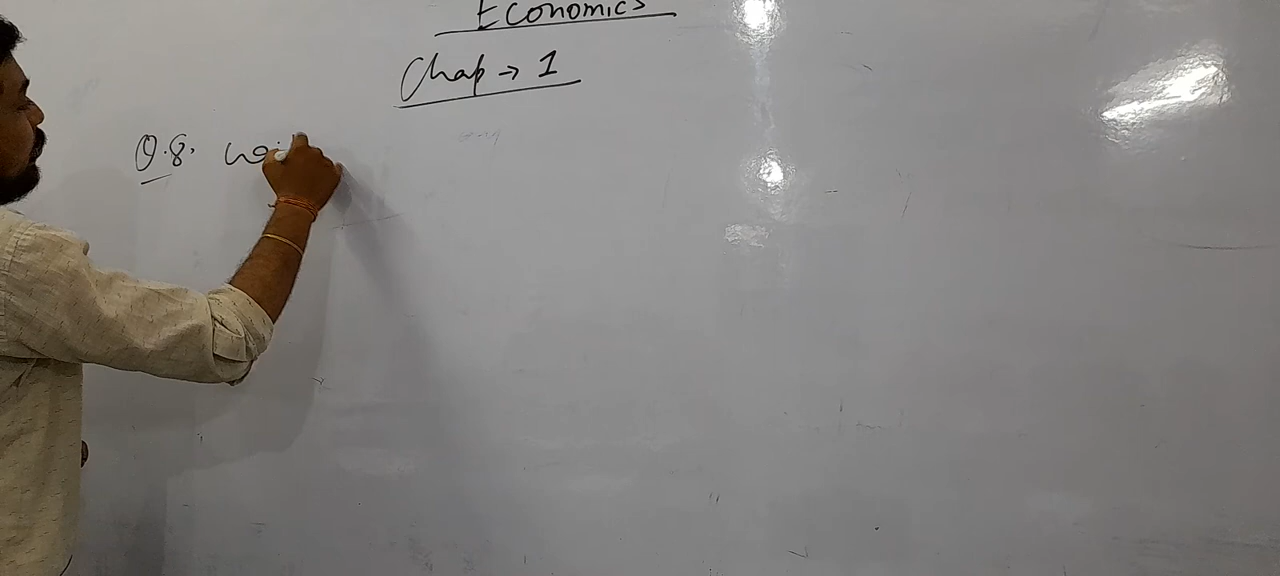 Economics
Chap → 1
Q.8.